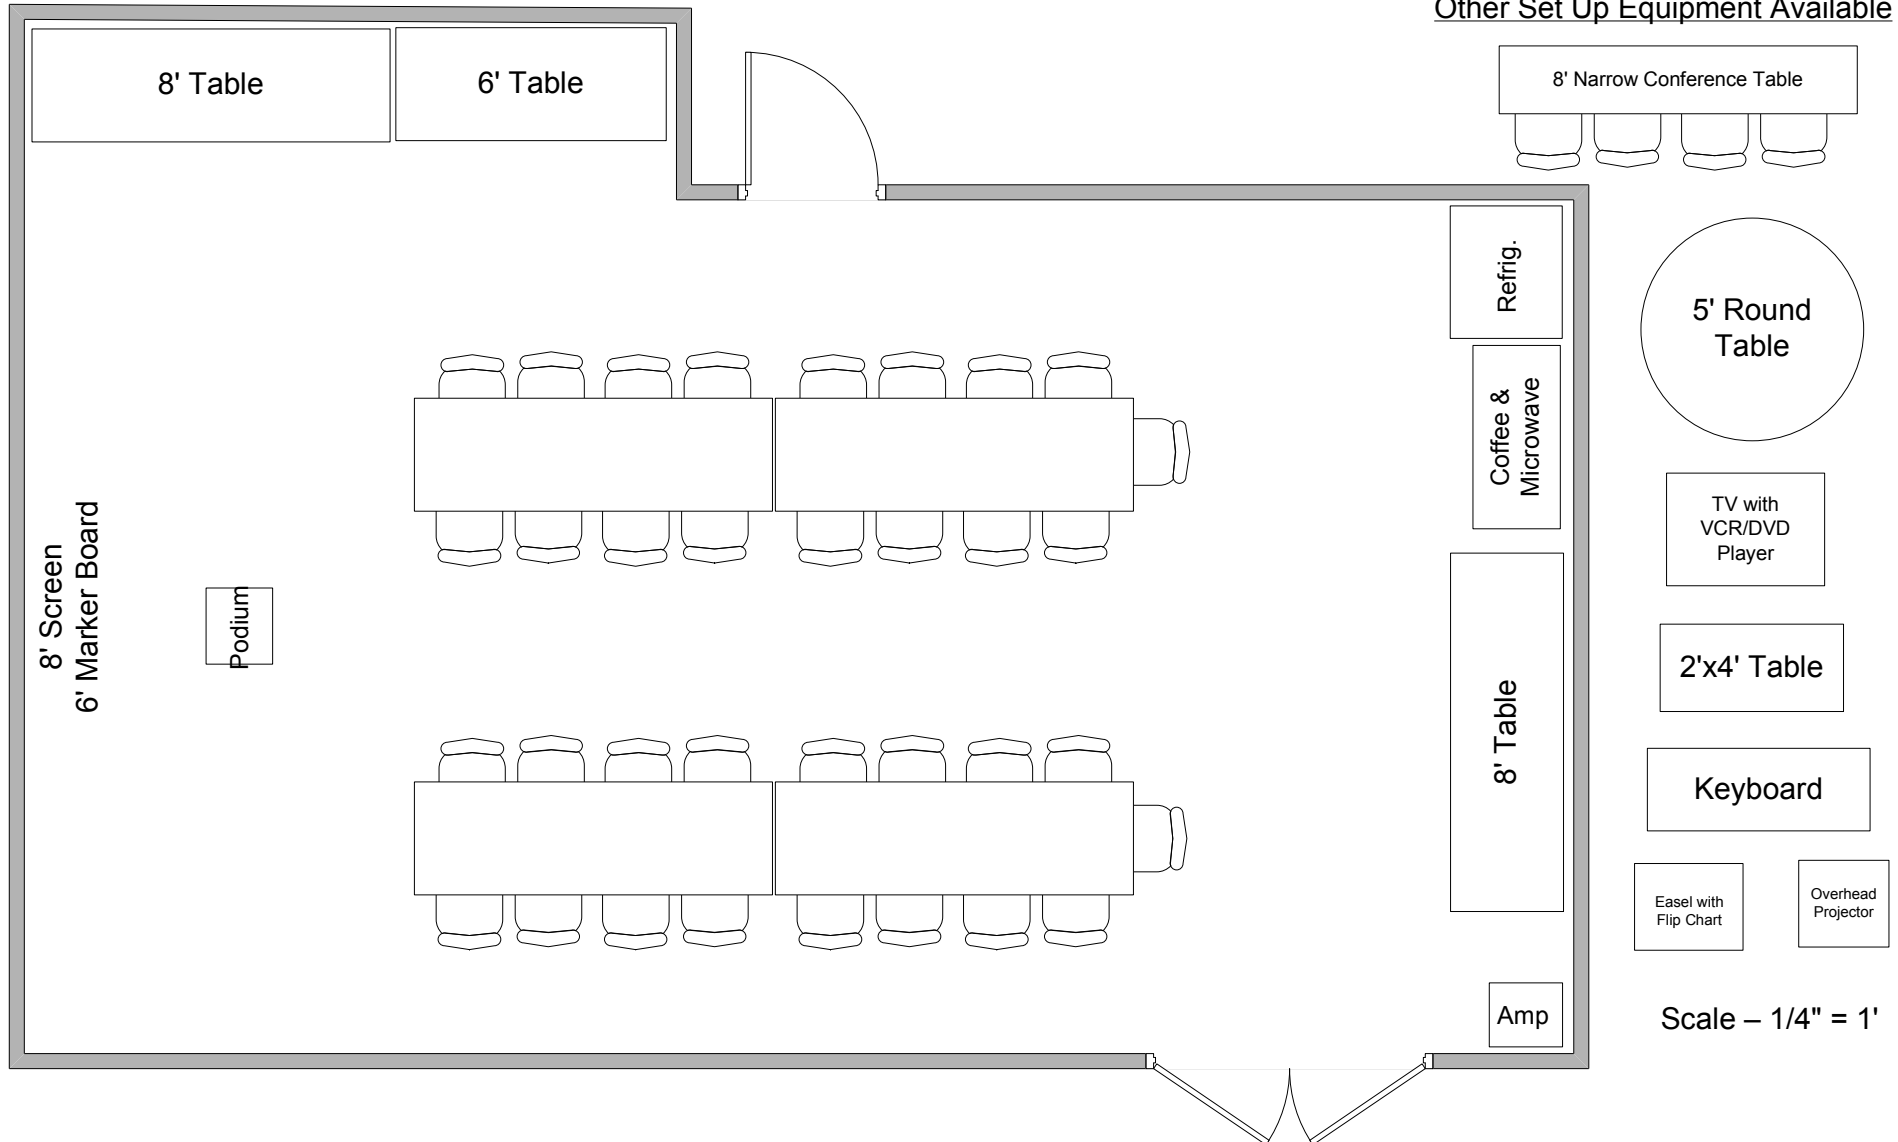 Other Set Up Equipment Available
8' Table
6' Table
8' Narrow Conference Table
Refrig.
5' Round
Table
Coffee &
Microwave
TV with
VCR/DVD
Player
8' Screen
6' Marker Board
Podium
2'x4' Table
8' Table
Keyboard
Easel with
Flip Chart
Overhead
Projector
Amp
Scale – 1/4" = 1'